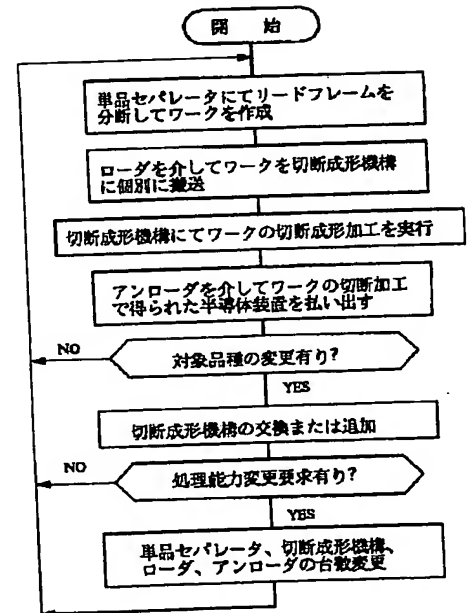 開始
単品セパレータにてリードフレームを
分断してワークを作成
ローダを介してワークを切断成形機構
に個別に搬送
切断成形機構にてワークの切断成形加工を実行
アンローダを介してワークの切断加工
で得られた半導体装置を払い出す
NO
対象品種の変更有り?
YES
切断成形機構の交換または追加
NO
処理能力変更要求有り?
YES
単品セパレータ、切断成形機構、
ローダ、アンローダの台数変更